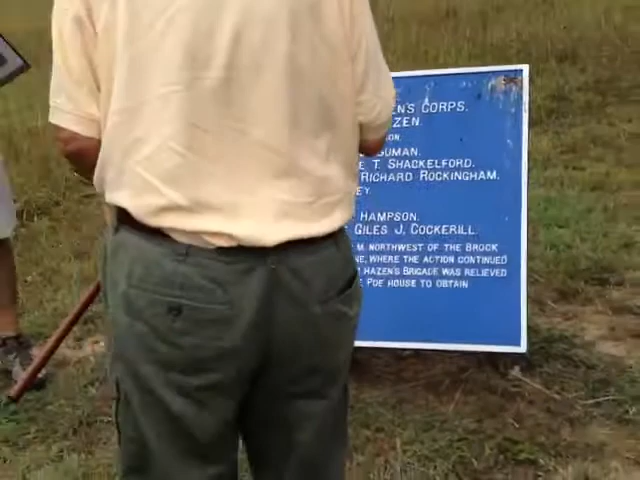 EN'S CORPS.
ZEN.
ON.
GUMAN.
T. SHACKELFORD.
RICHARD ROCKINGHAM.
EY.
HAMPSON.
GILES J. COCKERILL.
M NORTHWEST OF THE BROCK
NE, WHERE THE ACTION CONTINUED
HAZEN'S BRIGADE WAS RELIEVED
POE HOUSE TO OBTAIN